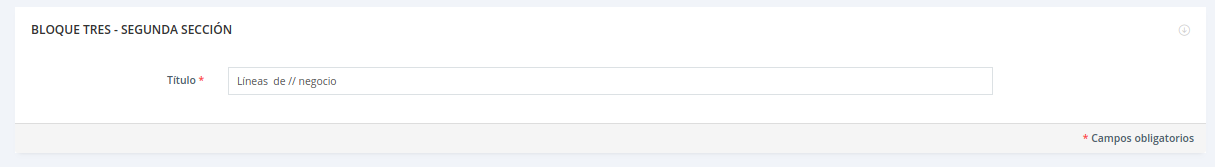 BLOQUE TRES - SEGUNDA SECCIÓN
Título *
Líneas  de // negocio
* Campos obligatorios